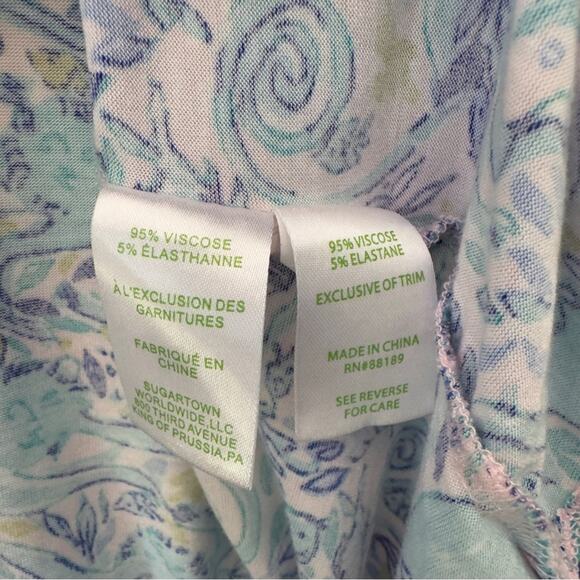 95% VISCOSE
5% ÉLASTHANNE
À L'EXCLUSION DES
GARNITURES
FABRIQUÉ EN
CHINE
SUGARTOWN
WORLDWIDE, LLC
800 THIRD AVENUE
KING OF PRUSSIA, PA
95% VISCOSE
5% ELASTANE
EXCLUSIVE OF TRIM
MADE IN CHINA
RN#88189
SEE REVERSE
FOR CARE